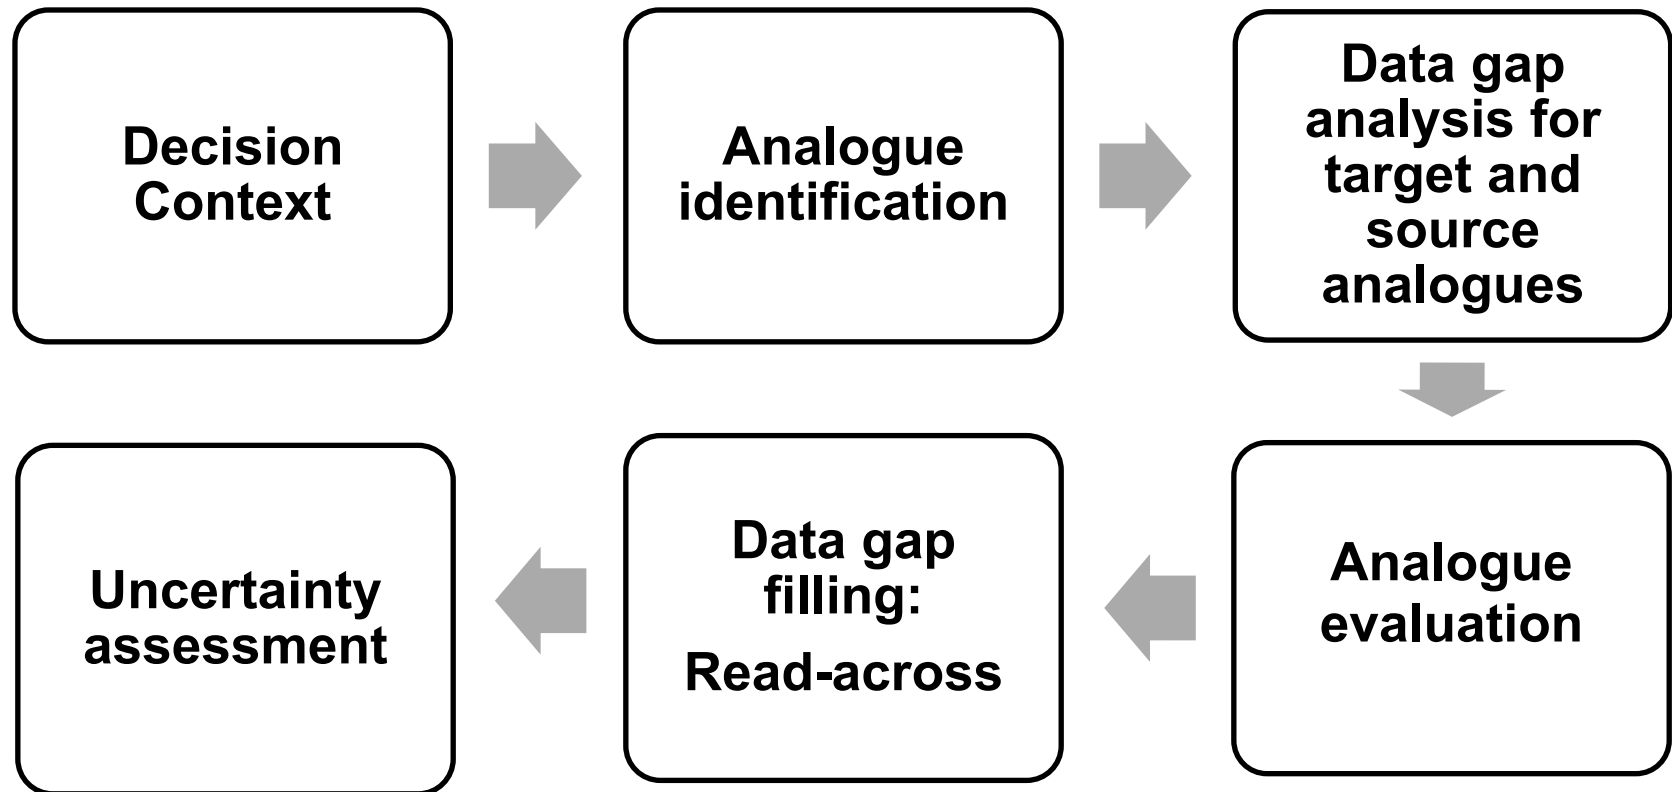 Decision
Context
Analogue
identification
Data gap
analysis for
target and
source
analogues
Analogue
evaluation
Data gap
filling:
Read-across
Uncertainty
assessment